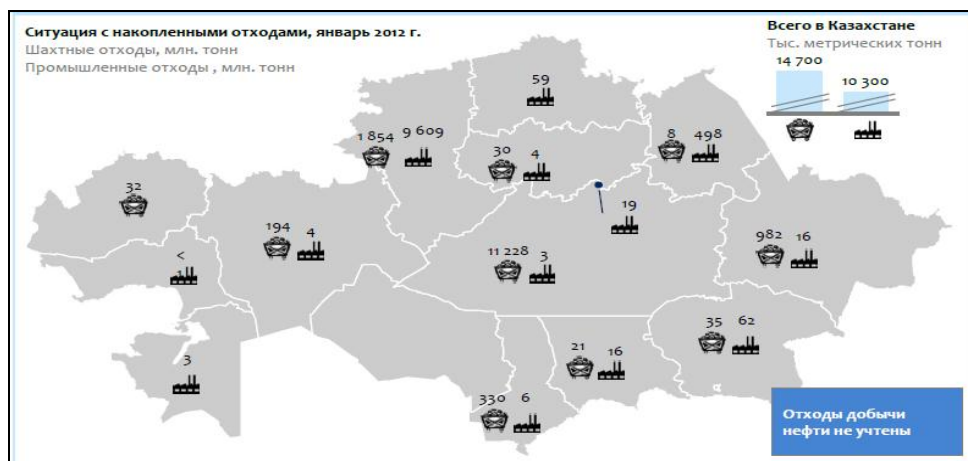 Ситуация с накопленными отходами, январь 2012 г.
Шахтные отходы, млн. тонн
Промышленные отходы , млн. тонн
Всего в Казахстане
Тыс. метрических тонн
14 700
10 300
59
1 854 9 609
30 4
8 498
32
194 4
19
982 16
< 1
11 228 3
35 62
3
21 16
330 6
Отходы добычи
нефти не учтены